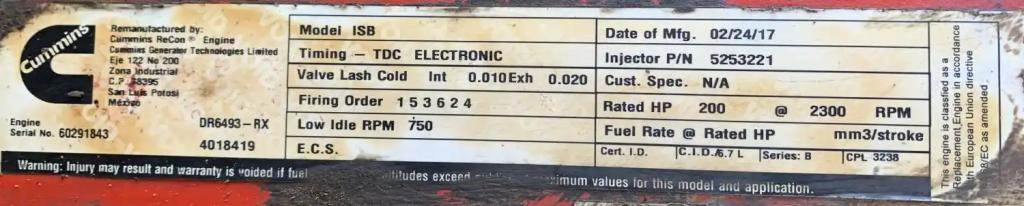 Cummins
Remanufactured by:
Cummins ReCon® Engine
Cummins Generator Technologies Limited
Eje 122 No 200
Zona Industrial
C.P. 78395
San Luis Potosi
México
Engine
Serial No. 60291843
DR6493-RX
4018419
Model ISB
Timing - TDC ELECTRONIC
Valve Lash Cold Int 0.010 Exh 0.020
Firing Order 1 5 3 6 2 4
Low Idle RPM 750
E.C.S.
Date of Mfg. 02/24/17
Injector P/N 5253221
Cust. Spec. N/A
Rated HP 200 @ 2300 RPM
Fuel Rate @ Rated HP mm3/stroke
Cert. I.D. C.I.D./6.7 L Series: B CPL 3238
This engine is classified as a
Replacement Engine in accordance
European Union directive
as amended
Warning: Injury may result and warranty is voided if fuel exceed values for this model and application.